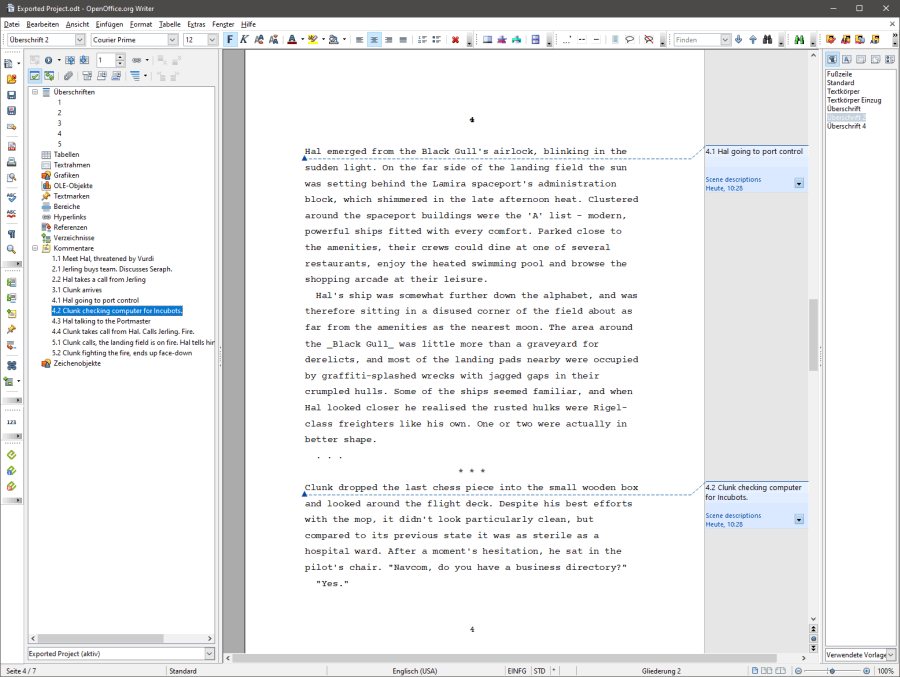 Exported Project.odt - OpenOffice.org Writer
Datei Bearbeiten Ansicht Einfügen Format Tabelle Extras Fenster Hilfe
Überschrift 2 Courier Prime 12 F K Finden
1
Überschriften
1
2
3
4
5
Tabellen
Textrahmen
Grafiken
OLE-Objekte
Textmarken
Bereiche
Hyperlinks
Referenzen
Verzeichnisse
Kommentare
1.1 Meet Hal, threatened by Vurdi
2.1 Jerling buys team. Discusses Seraph.
2.2 Hal takes a call from Jerling
3.1 Clunk arrives
4.1 Hal going to port control
4.2 Clunk checking computer for Incubots.
4.3 Hal talking to the Portmaster
4.4 Clunk takes call from Hal. Calls Jerling. Fire.
5.1 Clunk calls, the landing field is on fire. Hal tells hin
5.2 Clunk fighting the fire, ends up face-down
Zeichenobjekte
Exported Project (aktiv)
123
4
Hal emerged from the Black Gull's airlock, blinking in the
sudden light. On the far side of the landing field the sun
was setting behind the Lamira spaceport's administration
block, which shimmered in the late afternoon heat. Clustered
around the spaceport buildings were the 'A' list - modern,
powerful ships fitted with every comfort. Parked close to
the amenities, their crews could dine at one of several
restaurants, enjoy the heated swimming pool and browse the
shopping arcade at their leisure.
Hal's ship was somewhat further down the alphabet, and was
therefore sitting in a disused corner of the field about as
far from the amenities as the nearest moon. The area around
the _Black Gull_ was little more than a graveyard for
derelicts, and most of the landing pads nearby were occupied
by graffiti-splashed wrecks with jagged gaps in their
crumpled hulls. Some of the ships seemed familiar, and when
Hal looked closer he realised the rusted hulks were Rigel-
class freighters like his own. One or two were actually in
better shape.
. . .
* * *
Clunk dropped the last chess piece into the small wooden box
and looked around the flight deck. Despite his best efforts
with the mop, it didn't look particularly clean, but
compared to its previous state it was as sterile as a
hospital ward. After a moment's hesitation, he sat in the
pilot's chair. "Navcom, do you have a business directory?"
"Yes."
4
4.1 Hal going to port control
Scene descriptions
Heute, 10:28
4.2 Clunk checking computer
for Incubots.
Scene descriptions
Heute, 10:28
Fußzeile
Standard
Textkörper
Textkörper Einzug
Überschrift
Überschrift 2
Überschrift 4
Verwendete Vorlage
Seite 4 / 7 Standard Englisch (USA) EINFG STD * Gliederung 2 100%